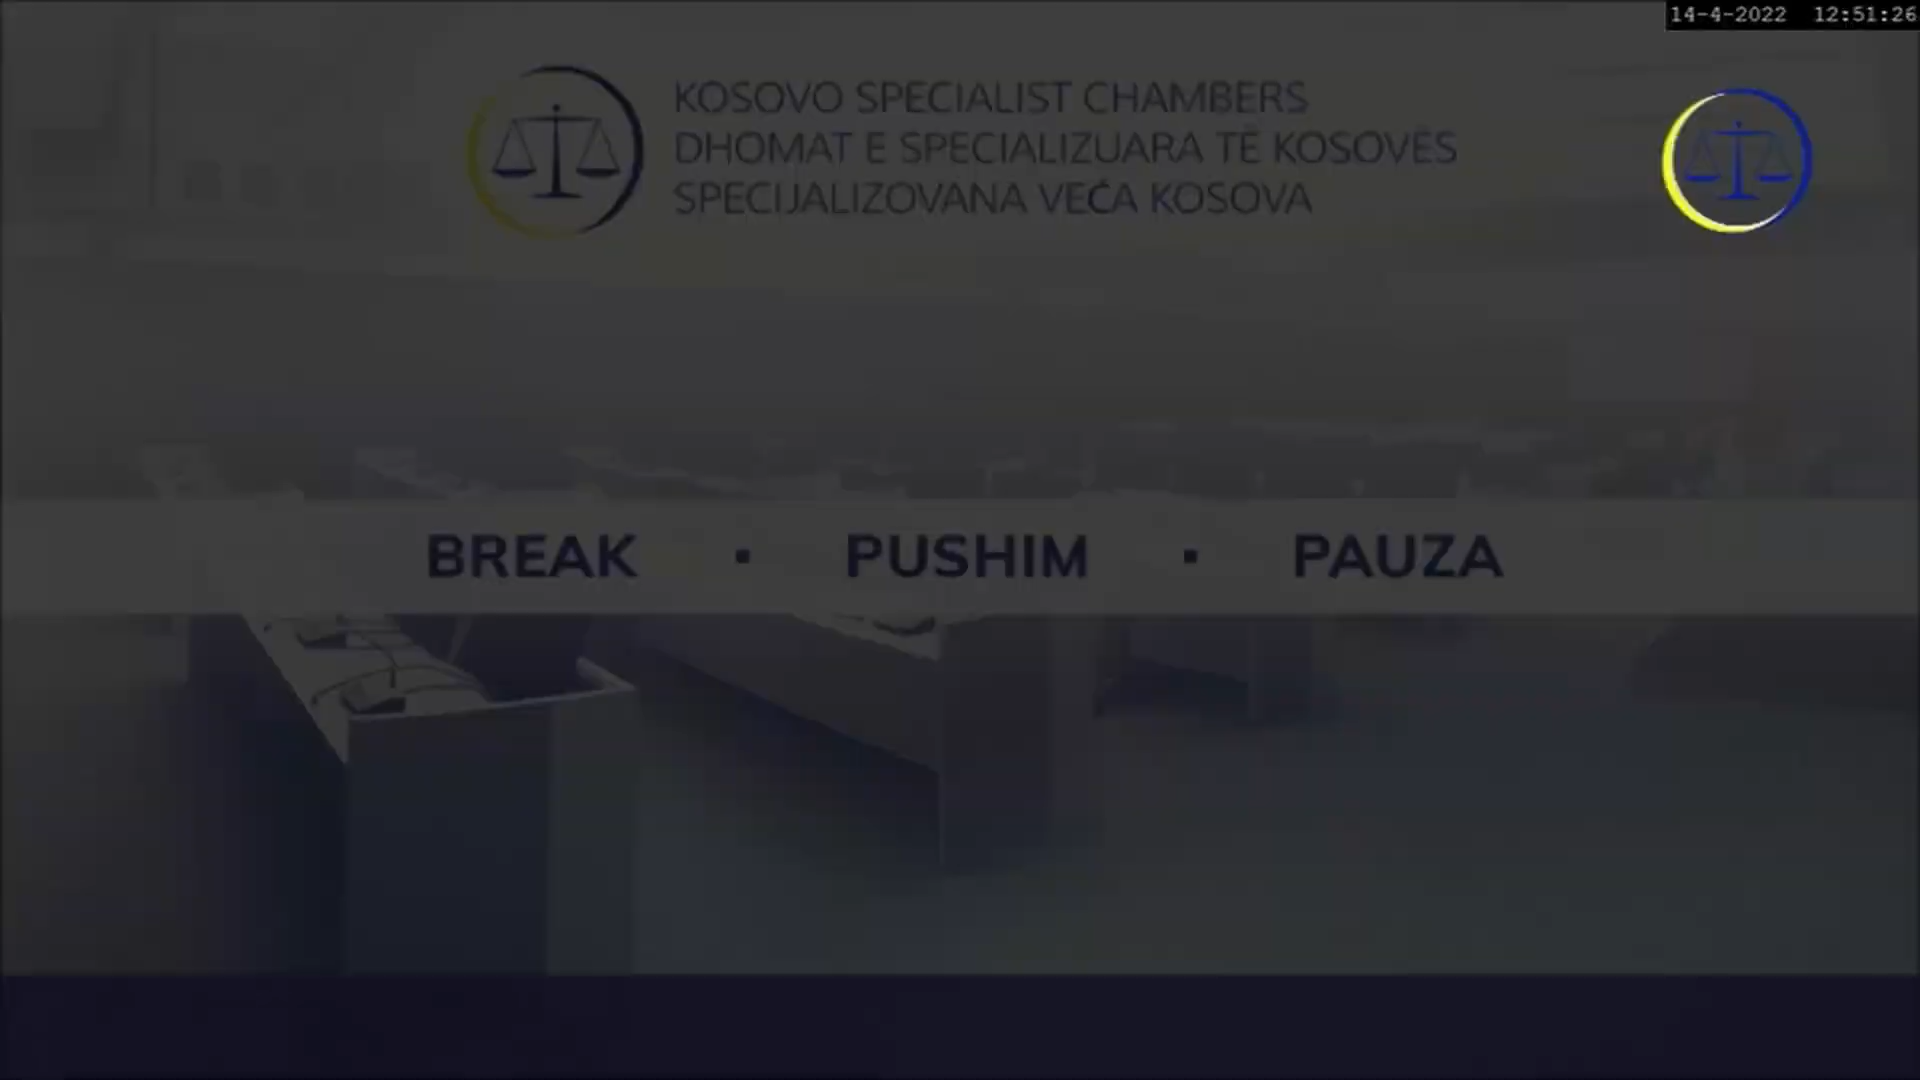 14-4-2022 12:51:26
KOSOVO SPECIALIST CHAMBERS
DHOMAT E SPECIALIZUARA TË KOSOVËS
SPECIJALIZOVANA VEĆA KOSOVA
BREAK ▪ PUSHIM ▪ PAUZA